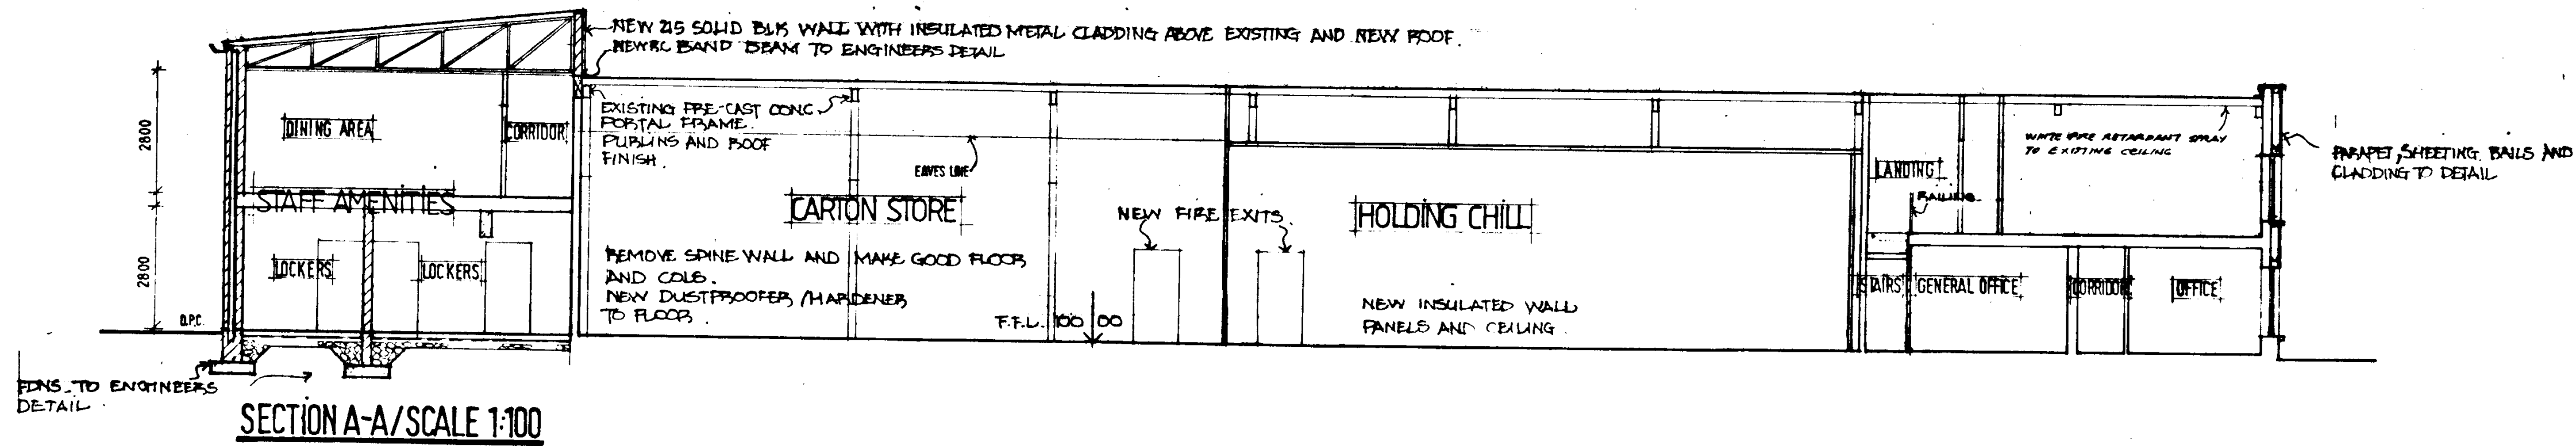 NEW 215 SOLID BLK WALL WITH INSULATED METAL CLADDING ABOVE EXISTING AND NEW ROOF.
NEW RC BAND BEAM TO ENGINEERS DETAIL
EXISTING PRE-CAST CONC
PORTAL FRAME.
PURLINS AND ROOF
FINISH.
DINING AREA
CORRIDOR
2800
EAVES LINE
WHITE FIRE RETARDANT SPRAY
TO EXISTING CEILING
PARAPET, SHEETING RAILS AND
CLADDING TO DETAIL
LANDING
RAILING
STAFF AMENITIES
CARTON STORE
NEW FIRE EXITS.
HOLDING CHILL
LOCKERS
LOCKERS
2800
REMOVE SPINE WALL AND MAKE GOOD FLOOR
AND COLS.
NEW DUSTPROOFER/HARDENER
TO FLOOR.
STAIRS
GENERAL OFFICE
CORRIDOR
OFFICE
D.P.C.
F.F.L. 100 00
NEW INSULATED WALL
PANELS AND CEILING.
FDNS. TO ENGINEERS
DETAIL.
SECTION A-A/SCALE 1:100